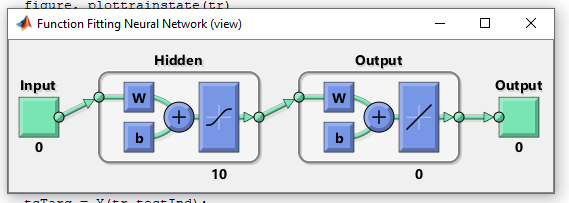 figure, plottrainstate(tr)
Function Fitting Neural Network (view)
Hidden
Output
Input
W
b
W
b
Output
0
10
0
0
tsTarg = Y(tr.testInd);